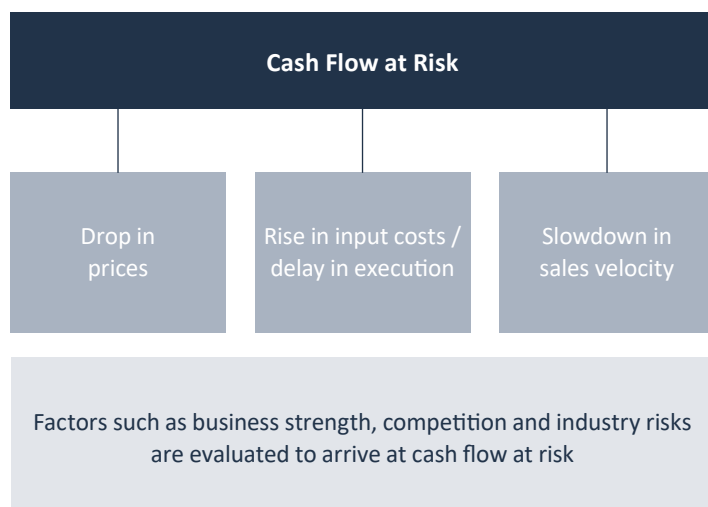 Cash Flow at Risk
Drop in
prices
Rise in input costs /
delay in execution
Slowdown in
sales velocity
Factors such as business strength, competition and industry risks
are evaluated to arrive at cash flow at risk